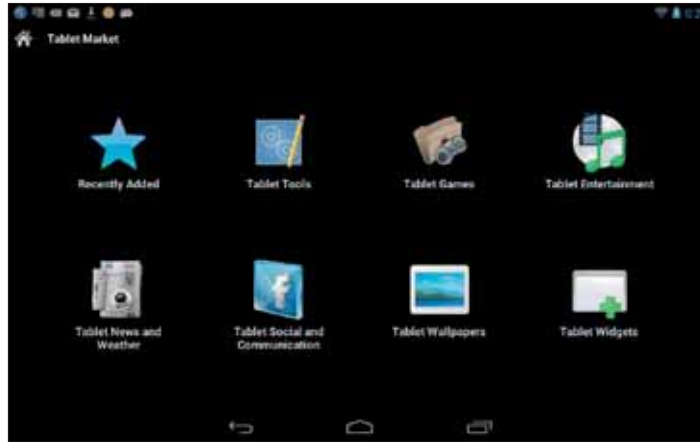 Tablet Market
Recently Added
Tablet Tools
Tablet Games
Tablet Entertainment
Tablet News and
Weather
Tablet Social and
Communication
Tablet Wallpapers
Tablet Widgets